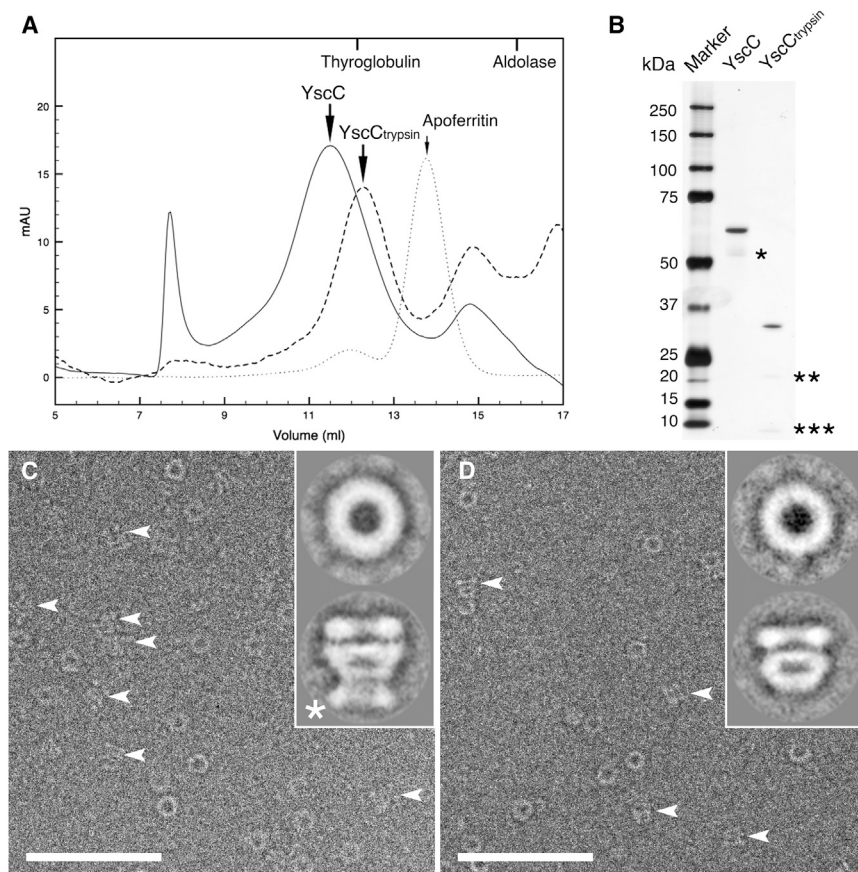 A
Thyroglobulin
Aldolase
YscC
YscCtrypsin
Apoferritin
mAU
20
15
10
5
0
5
7
9
11
13
15
17
Volume (ml)
B
kDa
Marker
YscC
YscCtrypsin
250
150
100
75
50
37
25
20
15
10
*
**
***
C
*
D